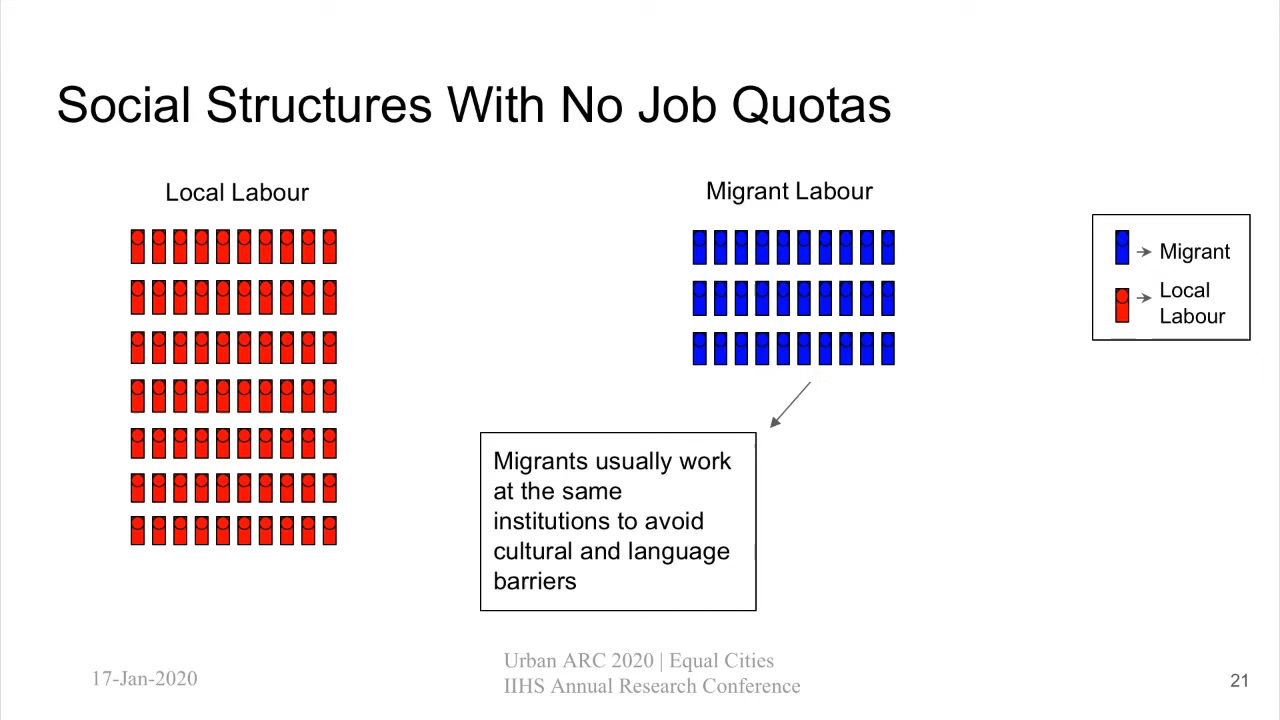 Social Structures With No Job Quotas
Local Labour
Migrant Labour
Migrant
Local
Labour
Migrants usually work
at the same
institutions to avoid
cultural and language
barriers
17-Jan-2020
Urban ARC 2020 | Equal Cities
IIHS Annual Research Conference
21